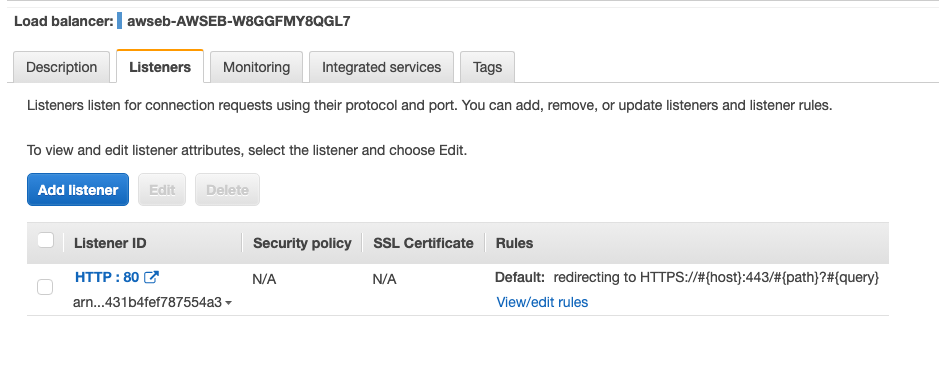 Load balancer: awseb-AWSEB-W8GGFMY8QGL7
Description Listeners Monitoring Integrated services Tags
Listeners listen for connection requests using their protocol and port. You can add, remove, or update listeners and listener rules.
To view and edit listener attributes, select the listener and choose Edit.
Add listener Edit Delete
Listener ID Security policy SSL Certificate Rules
HTTP : 80 N/A N/A Default: redirecting to HTTPS://#{host}:443/#{path}?#{query}
arn...431b4fef787554a3 View/edit rules